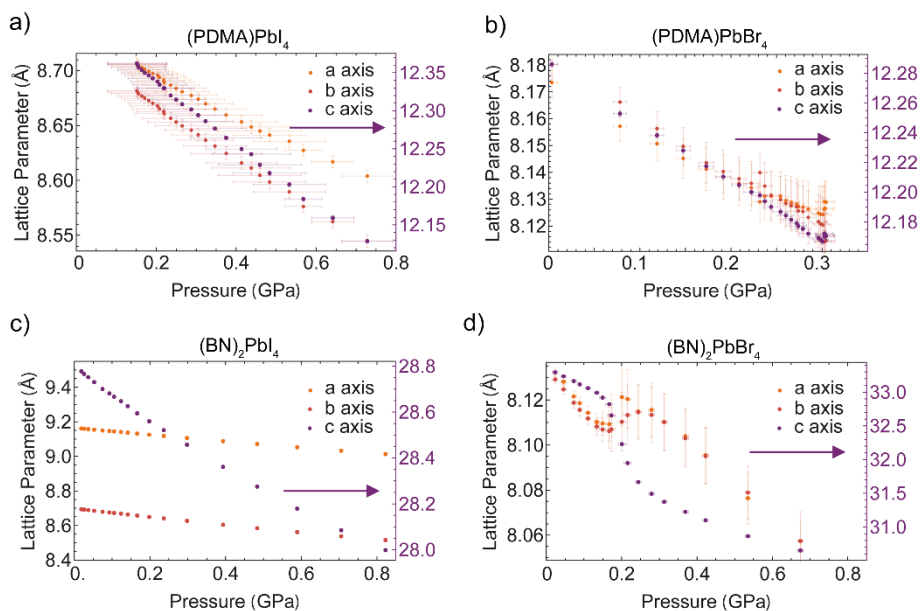 a)
(PDMA)PbI4
Lattice Parameter (Å)
8.70
8.65
8.60
8.55
a axis
b axis
c axis
12.35
12.30
12.25
12.20
12.15
0.2 0.4 0.6 0.8
Pressure (GPa)
b)
(PDMA)PbBr4
Lattice Parameter (Å)
8.18
8.17
8.16
8.15
8.14
8.13
8.12
a axis
b axis
c axis
12.28
12.26
12.24
12.22
12.20
12.18
0 0.1 0.2 0.3
Pressure (GPa)
c)
(BN)2PbI4
Lattice Parameter (Å)
9.4
9.2
9.0
8.8
8.6
8.4
a axis
b axis
c axis
28.8
28.6
28.4
28.2
28.0
0. 0.2 0.4 0.6 0.8
Pressure (GPa)
d)
(BN)2PbBr4
Lattice Parameter (Å)
8.12
8.10
8.08
8.06
a axis
b axis
c axis
33.0
32.5
32.0
31.5
31.0
0. 0.2 0.4 0.6 0.8
Pressure (GPa)